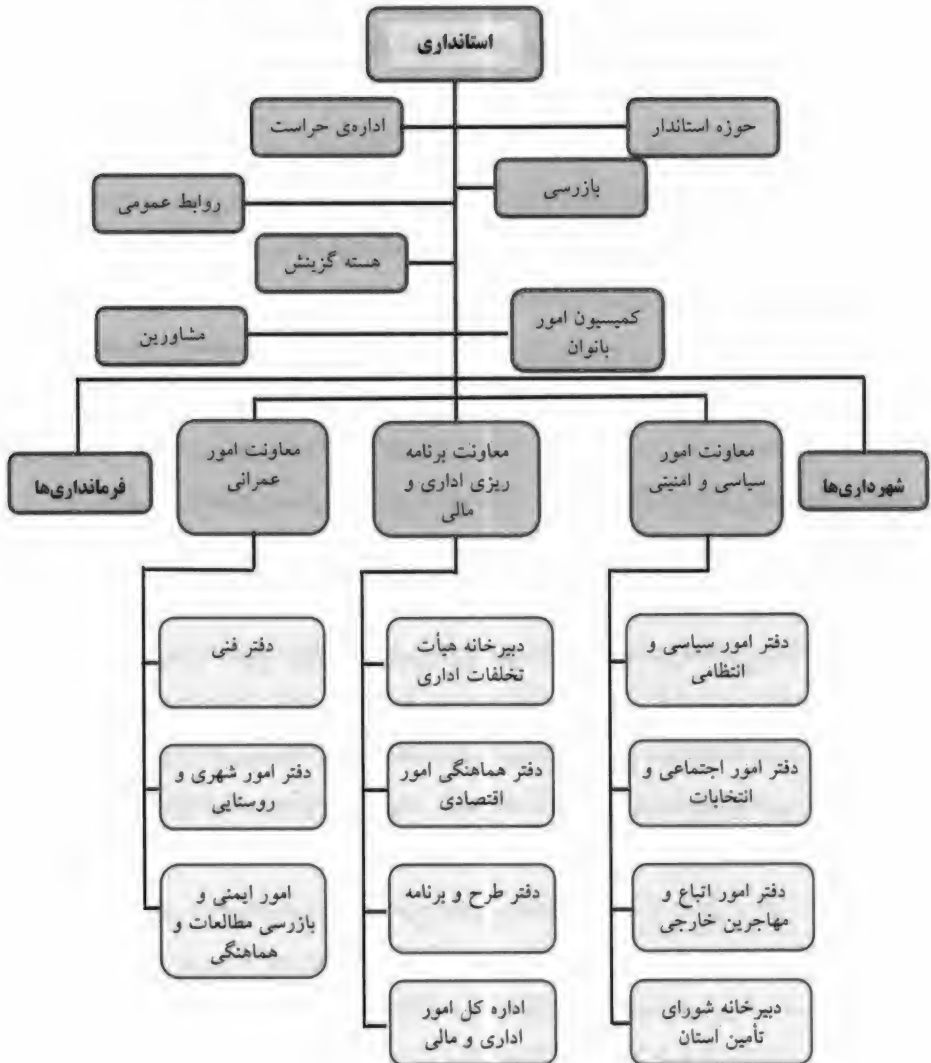 استانداری
حوزه استاندار
اداره‌ی حراست
بازرسی
روابط عمومی
هسته گزینش
کمیسیون امور
بانوان
مشاورین
شهرداری‌ها
معاونت امور
سیاسی و امنیتی
معاونت برنامه
ریزی اداری و
مالی
معاونت امور
عمرانی
فرمانداری‌ها
دفتر امور سیاسی و
انتظامی
دفتر امور اجتماعی و
انتخابات
دفتر امور اتباع و
مهاجرین خارجی
دبیرخانه شورای
تأمین استان
دبیرخانه هیأت
تخلفات اداری
دفتر هماهنگی امور
اقتصادی
دفتر طرح و برنامه
اداره کل امور
اداری و مالی
دفتر فنی
دفتر امور شهری و
روستایی
امور ایمنی و
بازرسی مطالعات و
هماهنگی